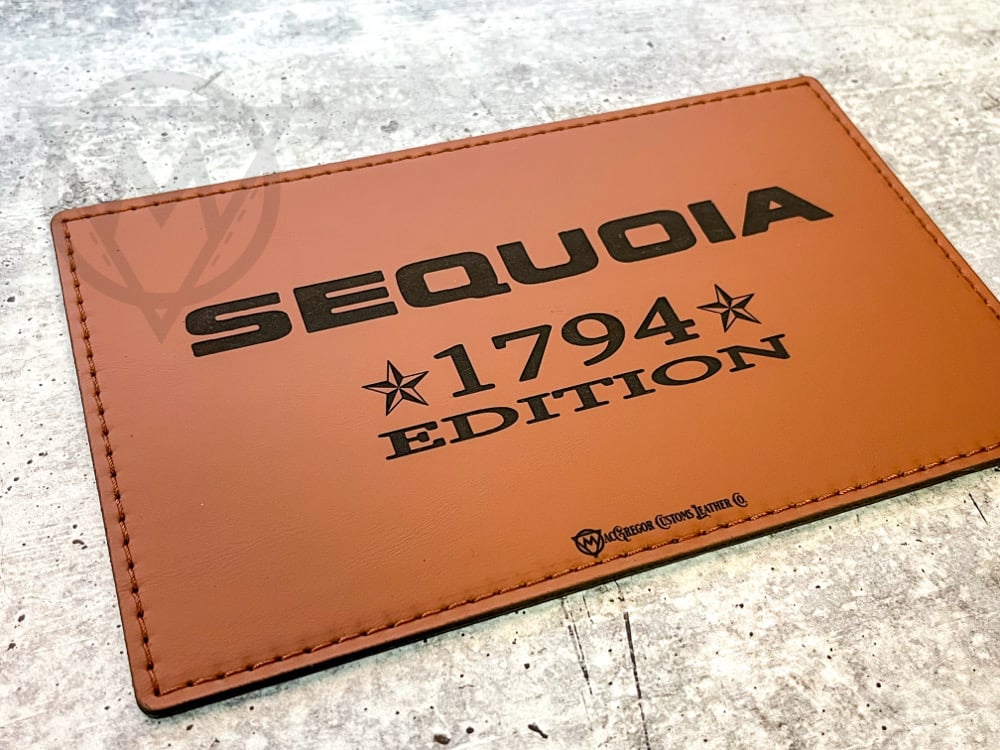 SEQUOIA
1794
EDITION
MacGregor Customs Leather Co.